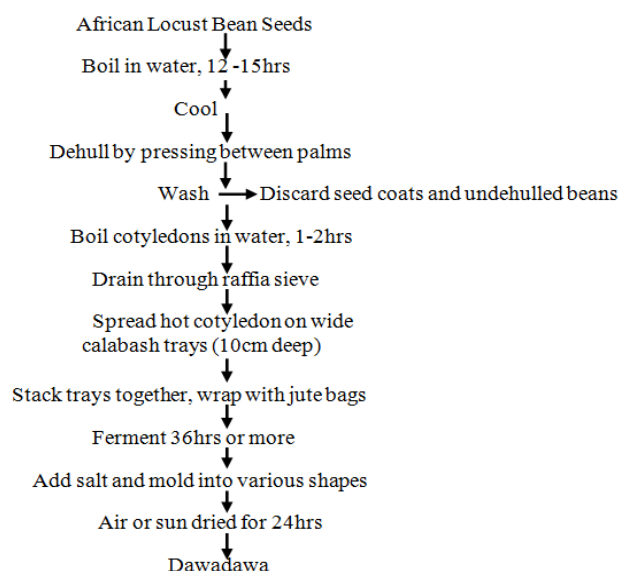 African Locust Bean Seeds
Boil in water, 12 -15hrs
Cool
Dehull by pressing between palms
Wash Discard seed coats and undehulled beans
Boil cotyledons in water, 1-2hrs
Drain through raffia sieve
Spread hot cotyledon on wide
calabash trays (10cm deep)
Stack trays together, wrap with jute bags
Ferment 36hrs or more
Add salt and mold into various shapes
Air or sun dried for 24hrs
Dawadawa